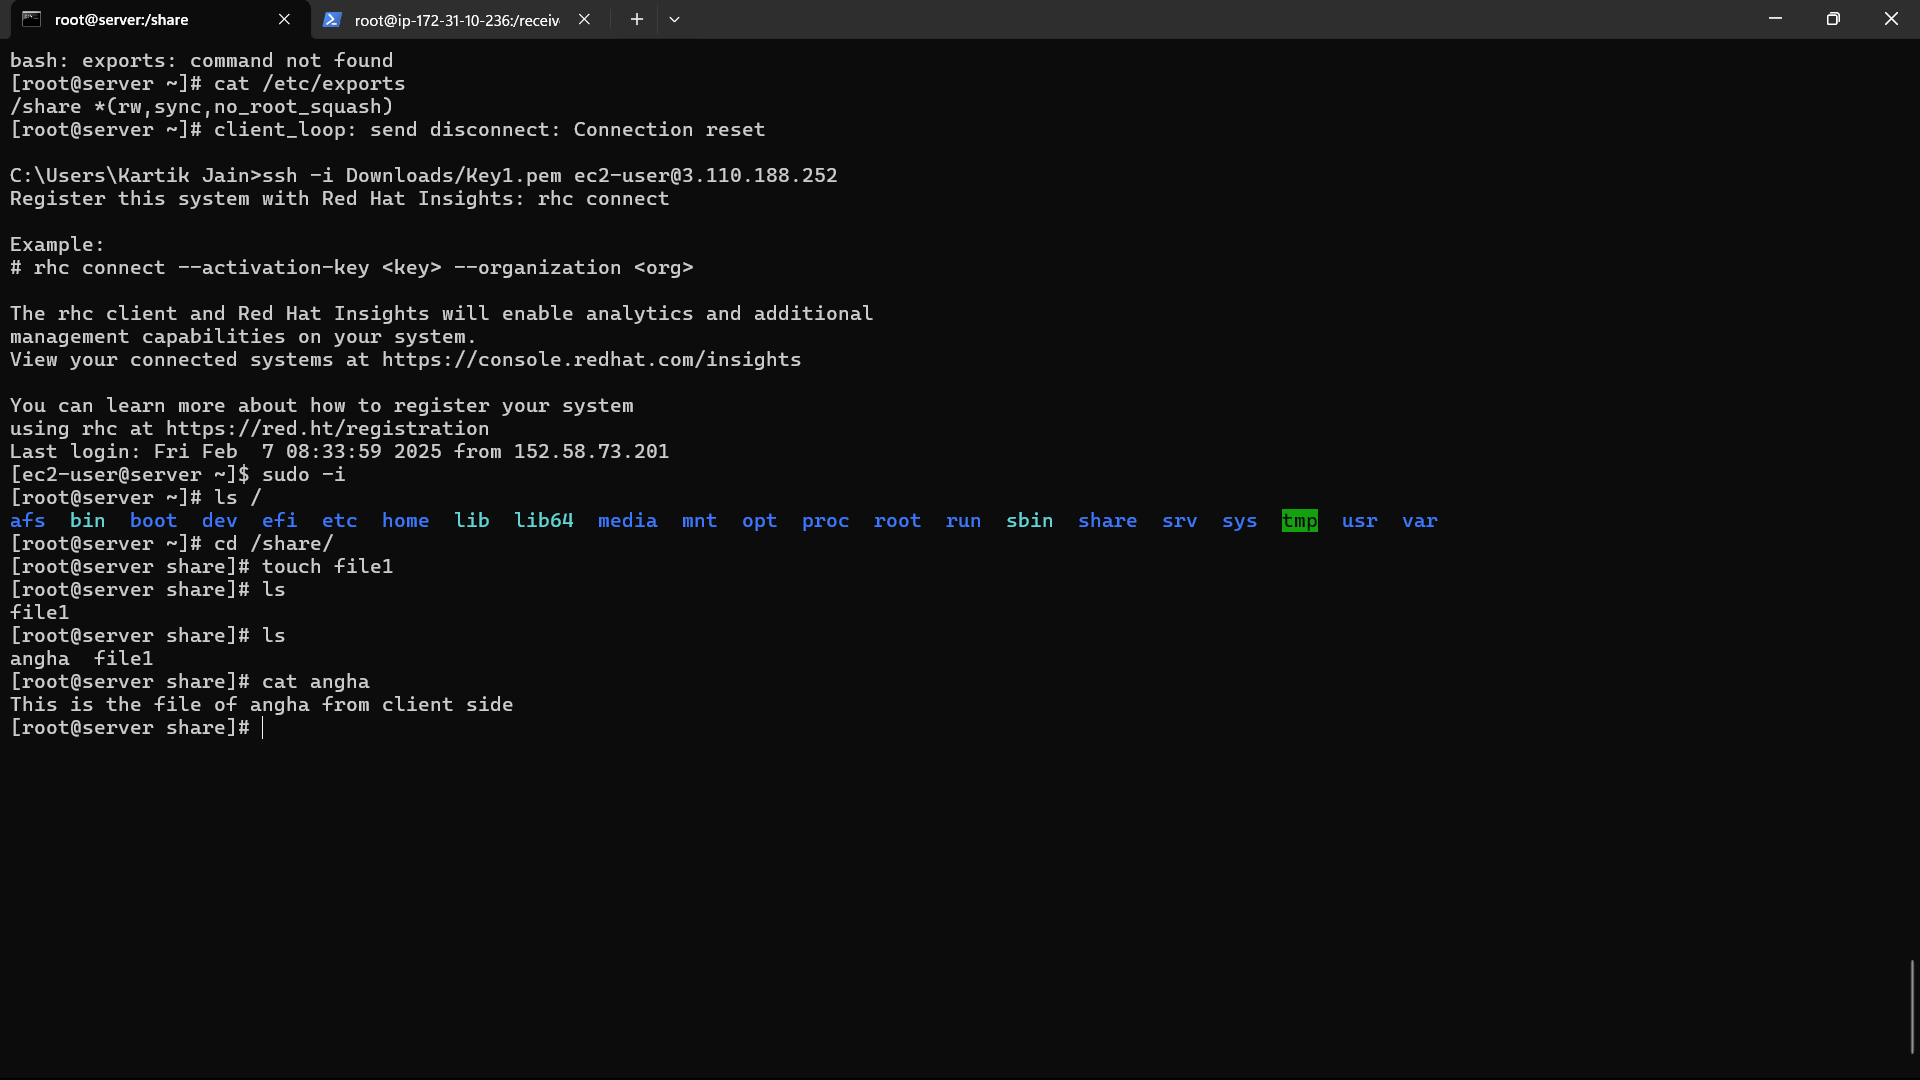 root@server:/share
root@ip-172-31-10-236:/receiv
bash: exports: command not found
[root@server ~]# cat /etc/exports
/share *(rw,sync,no_root_squash)
[root@server ~]# client_loop: send disconnect: Connection reset
C:\Users\Kartik Jain>ssh -i Downloads/Key1.pem ec2-user@3.110.188.252
Register this system with Red Hat Insights: rhc connect
Example:
# rhc connect --activation-key <key> --organization <org>
The rhc client and Red Hat Insights will enable analytics and additional
management capabilities on your system.
View your connected systems at https://console.redhat.com/insights
You can learn more about how to register your system
using rhc at https://red.ht/registration
Last login: Fri Feb  7 08:33:59 2025 from 152.58.73.201
[ec2-user@server ~]$ sudo -i
[root@server ~]# ls /
afs  bin  boot  dev  efi  etc  home  lib  lib64  media  mnt  opt  proc  root  run  sbin  share  srv  sys  tmp  usr  var
[root@server ~]# cd /share/
[root@server share]# touch file1
[root@server share]# ls
file1
[root@server share]# ls
angha  file1
[root@server share]# cat angha
This is the file of angha from client side
[root@server share]#